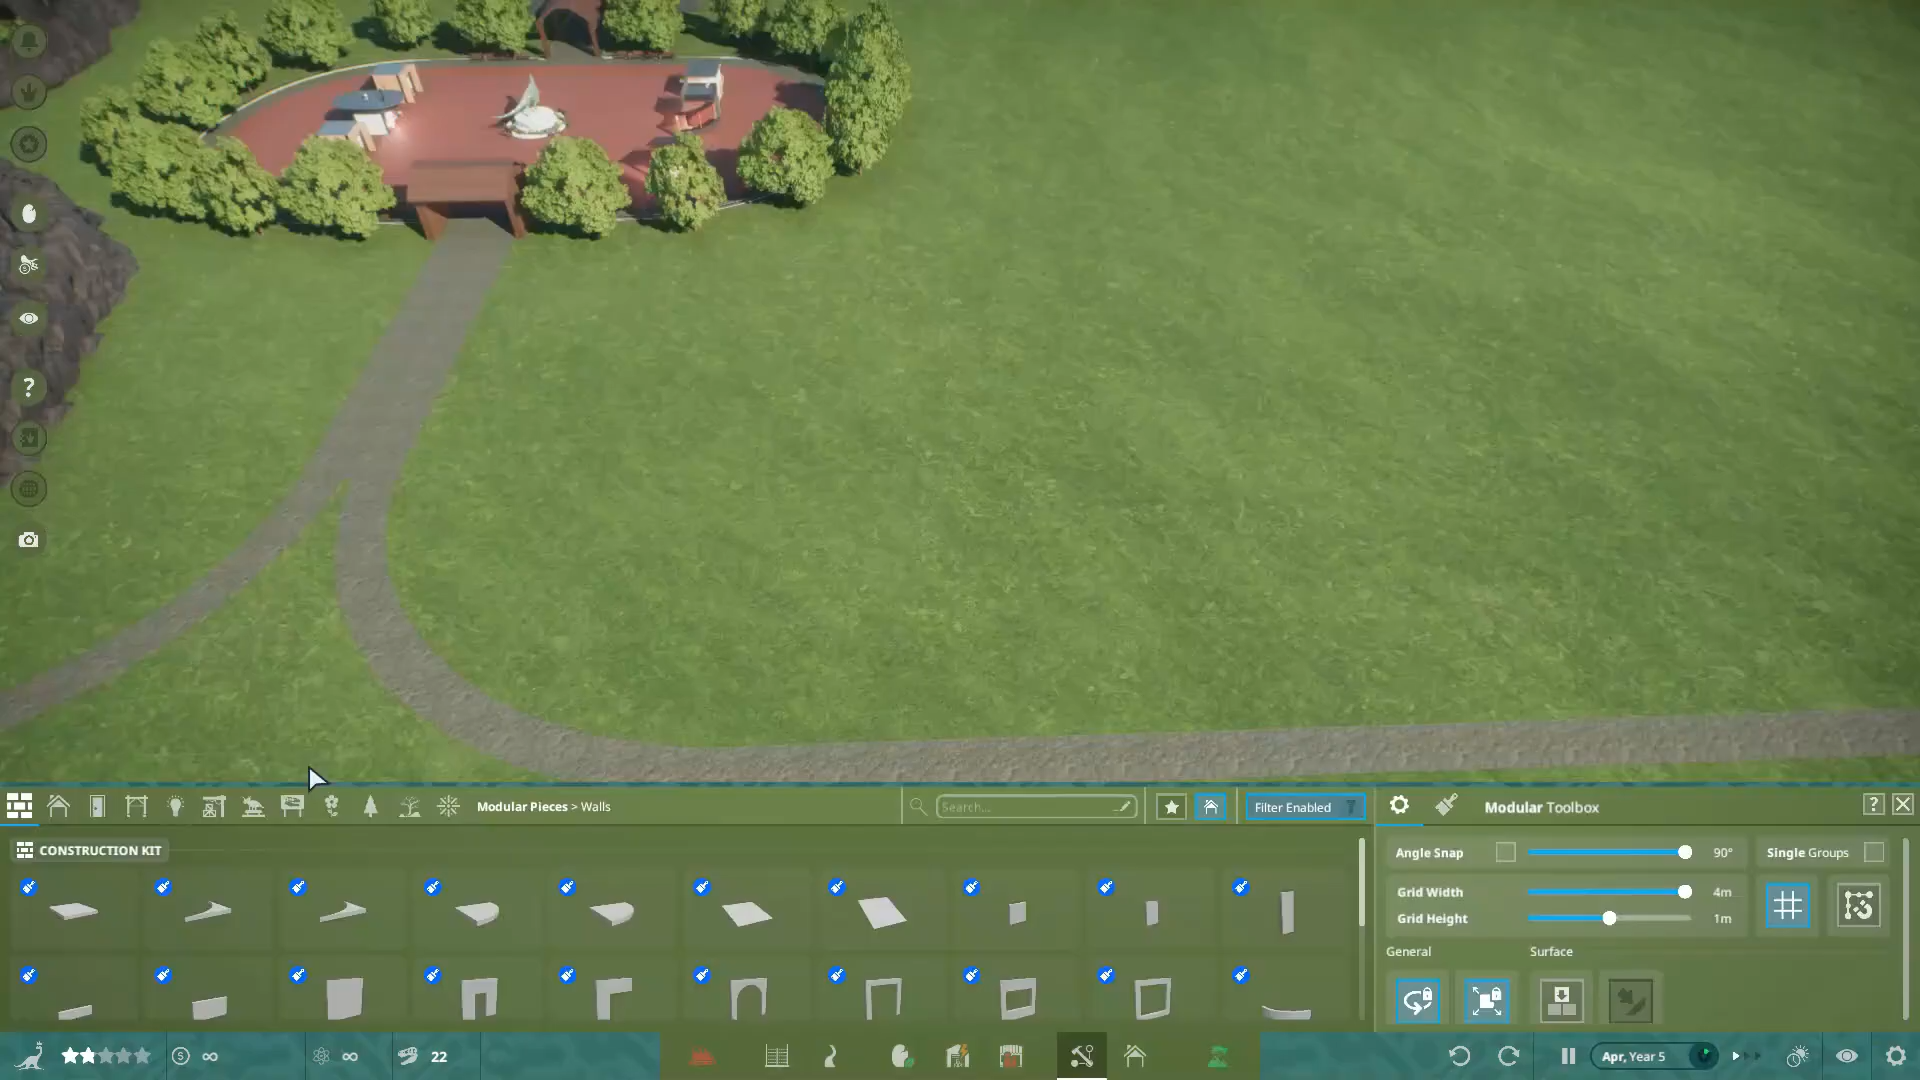 Modular Pieces > Walls
Search...
Filter Enabled
Modular Toolbox
?
CONSTRUCTION KIT
Angle Snap
90°
Single Groups
Grid Width
4m
Grid Height
1m
General
Surface
∞
∞
22
Apr, Year 5